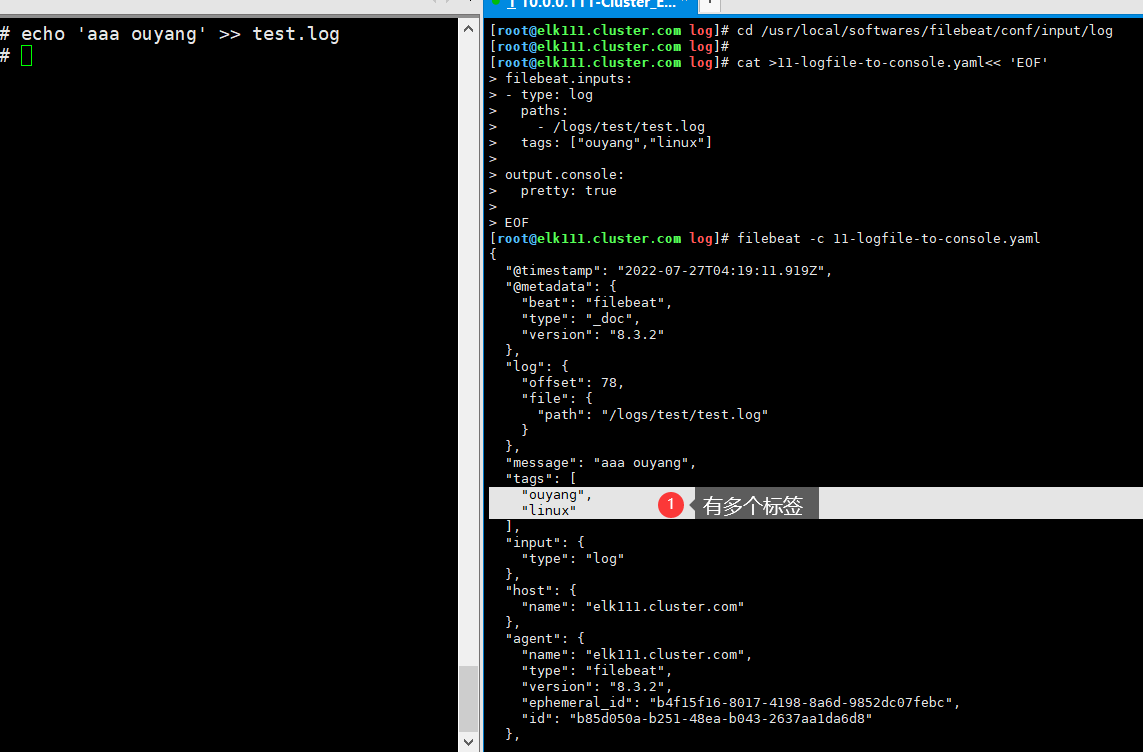 # echo 'aaa ouyang' >> test.log
#
1 10.0.0.111-Cluster_E...
[root@elk111.cluster.com log]# cd /usr/local/softwares/filebeat/conf/input/log
[root@elk111.cluster.com log]#
[root@elk111.cluster.com log]# cat >11-logfile-to-console.yaml<< 'EOF'
> filebeat.inputs:
> - type: log
>   paths:
>     - /logs/test/test.log
>   tags: ["ouyang","linux"]
>
> output.console:
>   pretty: true
>
> EOF
[root@elk111.cluster.com log]# filebeat -c 11-logfile-to-console.yaml
{
  "@timestamp": "2022-07-27T04:19:11.919Z",
  "@metadata": {
    "beat": "filebeat",
    "type": "_doc",
    "version": "8.3.2"
  },
  "log": {
    "offset": 78,
    "file": {
      "path": "/logs/test/test.log"
    }
  },
  "message": "aaa ouyang",
  "tags": [
    "ouyang",
    "linux"
1 有多个标签
  ],
  "input": {
    "type": "log"
  },
  "host": {
    "name": "elk111.cluster.com"
  },
  "agent": {
    "name": "elk111.cluster.com",
    "type": "filebeat",
    "version": "8.3.2",
    "ephemeral_id": "b4f15f16-8017-4198-8a6d-9852dc07febc",
    "id": "b85d050a-b251-48ea-b043-2637aa1da6d8"
  },